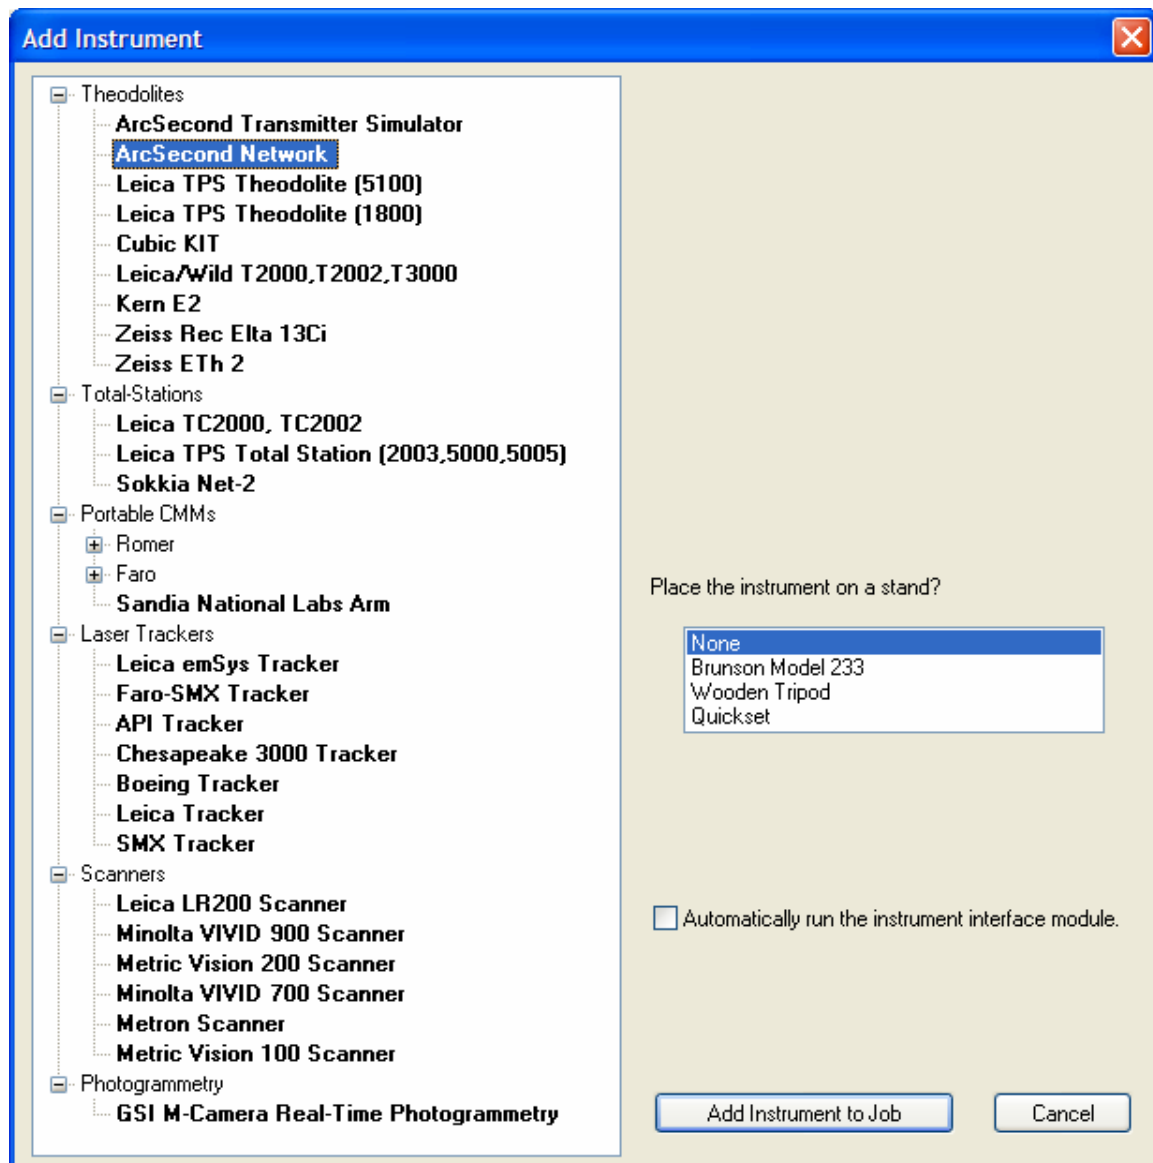 Add Instrument
Theodolites
ArcSecond Transmitter Simulator
ArcSecond Network
Leica TPS Theodolite (5100)
Leica TPS Theodolite (1800)
Cubic KIT
Leica/Wild T2000,T2002,T3000
Kern E2
Zeiss Rec Elta 13Ci
Zeiss ETh 2
Total-Stations
Leica TC2000, TC2002
Leica TPS Total Station (2003,5000,5005)
Sokkia Net-2
Portable CMMs
Romer
Faro
Sandia National Labs Arm
Laser Trackers
Leica emSys Tracker
Faro-SMX Tracker
API Tracker
Chesapeake 3000 Tracker
Boeing Tracker
Leica Tracker
SMX Tracker
Scanners
Leica LR200 Scanner
Minolta VIVID 900 Scanner
Metric Vision 200 Scanner
Minolta VIVID 700 Scanner
Metron Scanner
Metric Vision 100 Scanner
Photogrammetry
GSI M-Camera Real-Time Photogrammetry
Place the instrument on a stand?
None
Brunson Model 233
Wooden Tripod
Quickset
Automatically run the instrument interface module.
Add Instrument to Job
Cancel